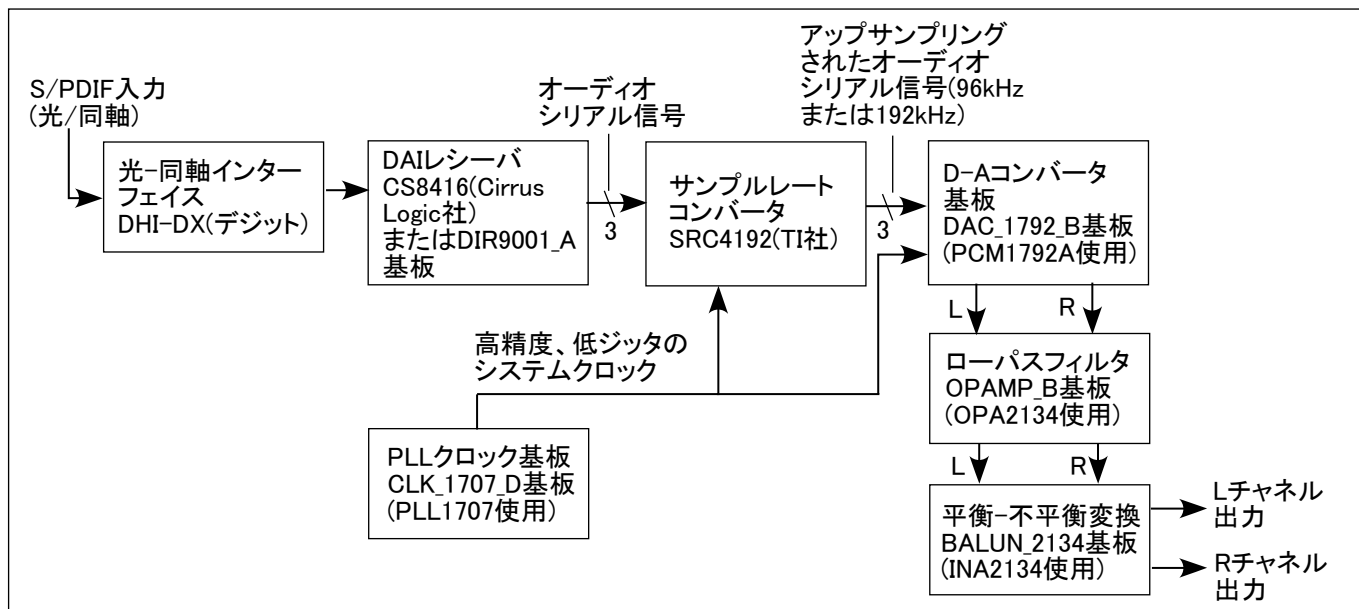 S/PDIF入力
(光/同軸)
光-同軸インター
フェイス
DHI-DX(デジット)
DAIレシーバ
CS8416(Cirrus
Logic社)
またはDIR9001_A
基板
オーディオ
シリアル信号
3
サンプルレート
コンバータ
SRC4192(TI社)
アップサンプリング
されたオーディオ
シリアル信号(96kHz
または192kHz)
3
D-Aコンバータ
基板
DAC_1792_B基板
(PCM1792A使用)
L
R
高精度、低ジッタの
システムクロック
PLLクロック基板
CLK_1707_D基板
(PLL1707使用)
ローパスフィルタ
OPAMP_B基板
(OPA2134使用)
L
R
平衡-不平衡変換
BALUN_2134基板
(INA2134使用)
Lチャネル
出力
Rチャネル
出力